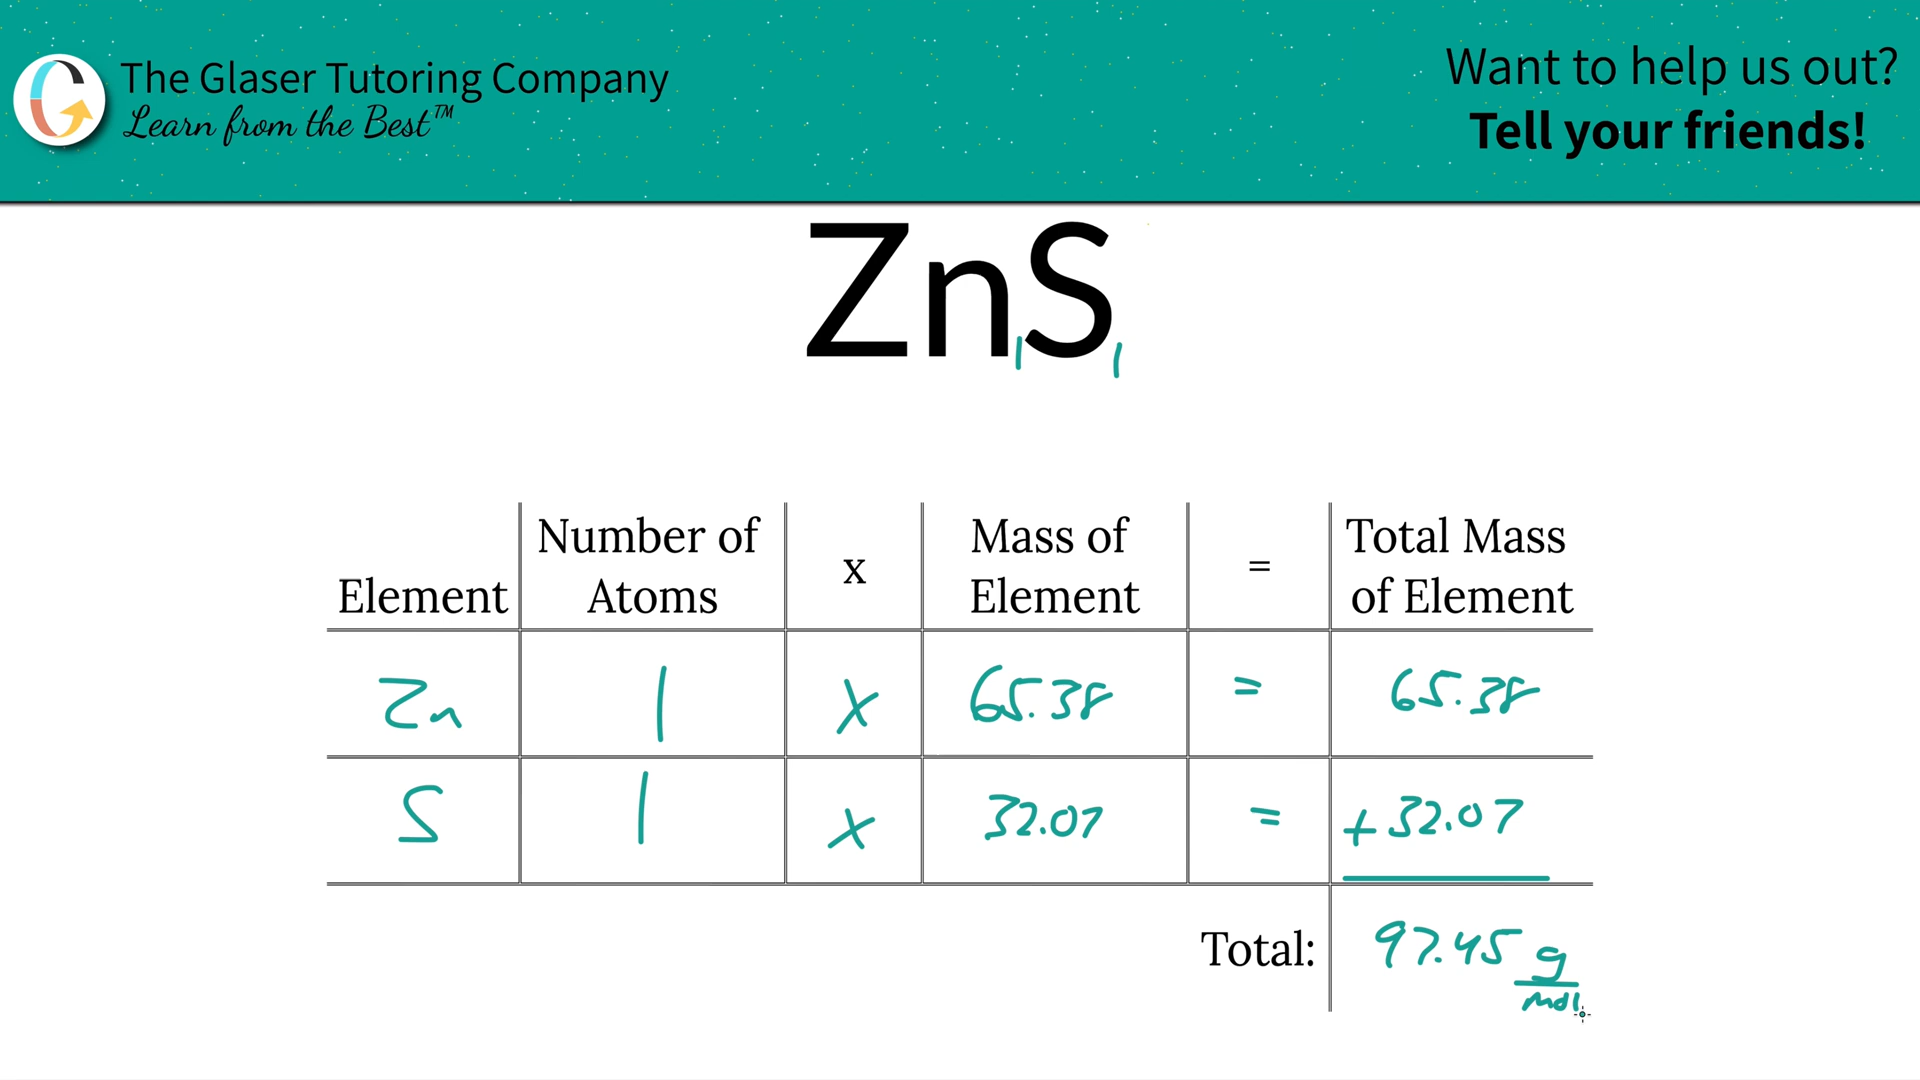 The Glaser Tutoring Company
Learn from the Best™
Want to help us out?
Tell your friends!
ZnS
1 1
Element Number of Atoms x Mass of Element = Total Mass of Element
Zn 1 x 65.38 = 65.38
S 1 x 32.07 = +32.07
Total: 97.45 g/mol